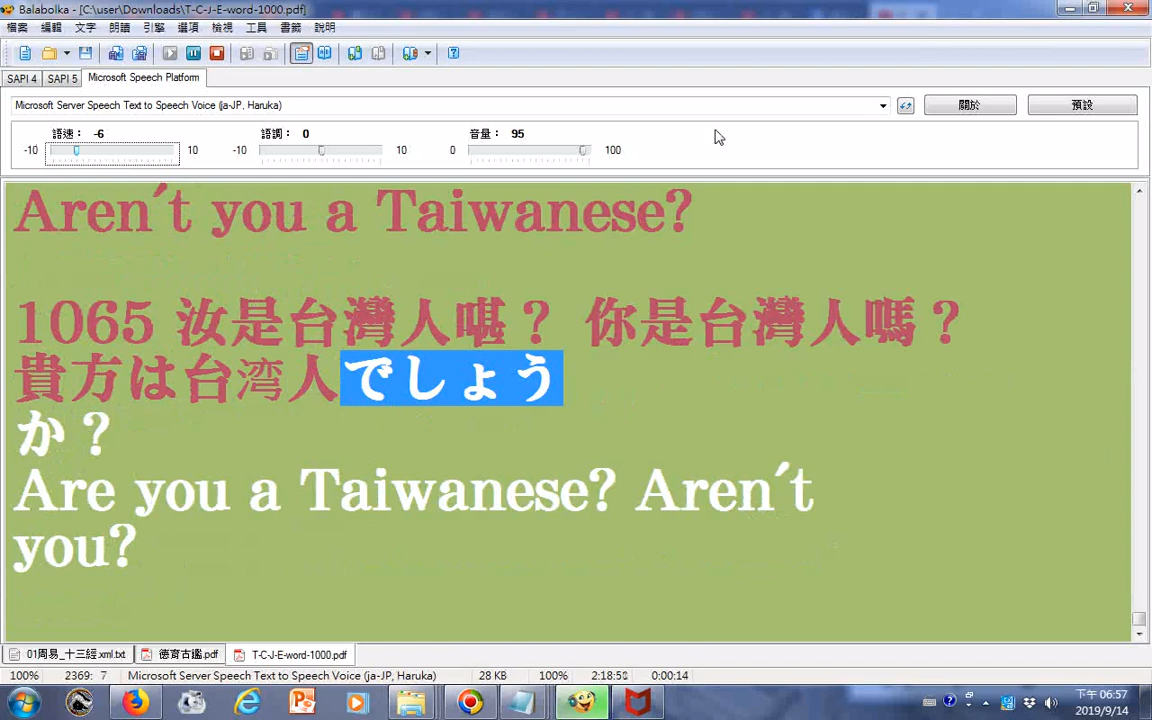 Balabolka - [C:\user\Downloads\T-C-J-E-word-1000.pdf]
檔案 編輯 文字 朗讀 引擎 選項 檢視 工具 書籤 說明
SAPI 4 SAPI 5 Microsoft Speech Platform
Microsoft Server Speech Text to Speech Voice (ja-JP, Haruka) 關於 預設
語速： -6 語調： 0 音量： 95
-10 10 -10 10 0 100
Aren´t you a Taiwanese?
1065 汝是台灣人嘅？ 你是台灣人嗎？
貴方は台湾人でしょう
か？
Are you a Taiwanese? Aren´t
you?
01周易_十三經.xml.txt 德育古鑑.pdf T-C-J-E-word-1000.pdf
100% 2369: 7 Microsoft Server Speech Text to Speech Voice (ja-JP, Haruka) 28 KB 100% 2:18:51 0:00:14
下午 06:57
2019/9/14